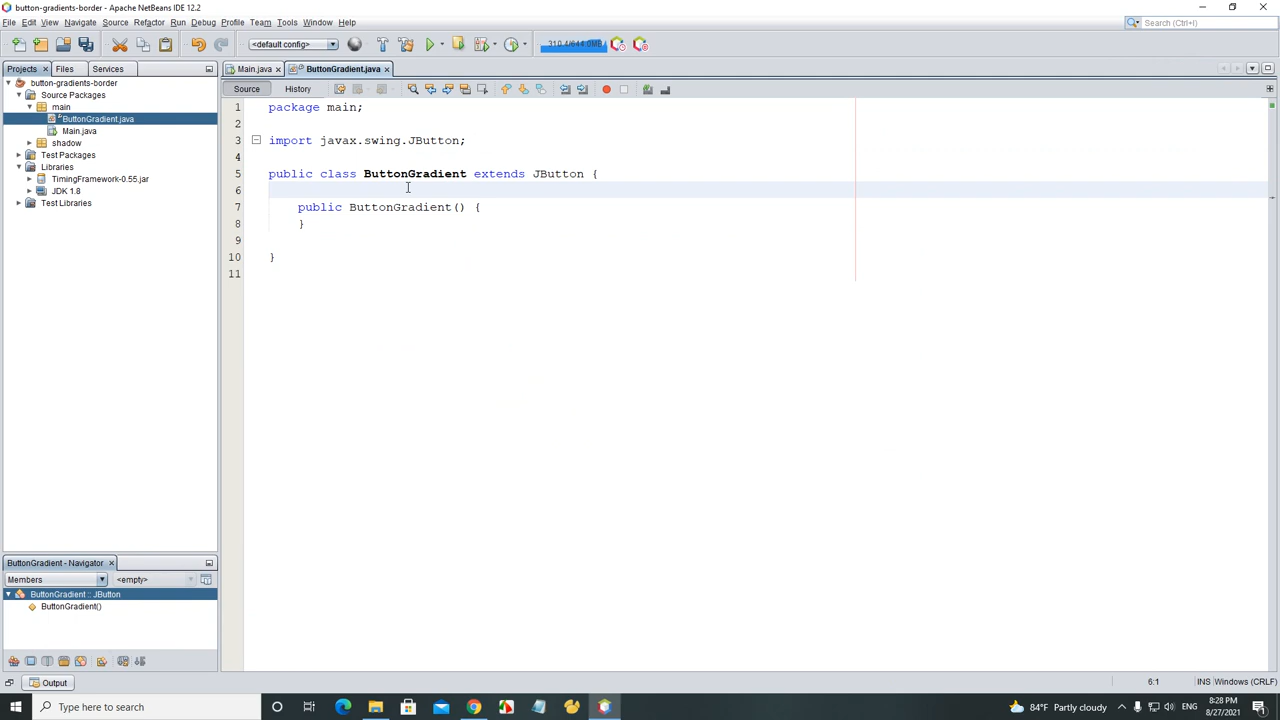 button-gradients-border - Apache NetBeans IDE 12.2
File Edit View Navigate Source Refactor Run Debug Profile Team Tools Window Help
Search (Ctrl+I)
<default config>
310.4/644.0MB
Projects Files Services
Main.java ButtonGradient.java
Source History
button-gradients-border
Source Packages
main
ButtonGradient.java
Main.java
shadow
Test Packages
Libraries
TimingFramework-0.55.jar
JDK 1.8
Test Libraries
1 package main;
2
3 import javax.swing.JButton;
4
5 public class ButtonGradient extends JButton {
6
7 public ButtonGradient() {
8 }
9
10 }
11
ButtonGradient - Navigator
Members <empty>
ButtonGradient :: JButton
ButtonGradient()
Output
6:1 INS Windows (CRLF)
Type here to search
84°F Partly cloudy
ENG
8:28 PM
8/27/2021
1